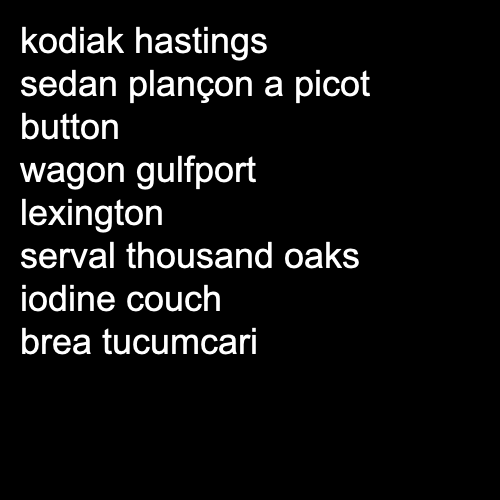 kodiak hastings
sedan plançon a picot
button
wagon gulfport
lexington
serval thousand oaks
iodine couch
brea tucumcari